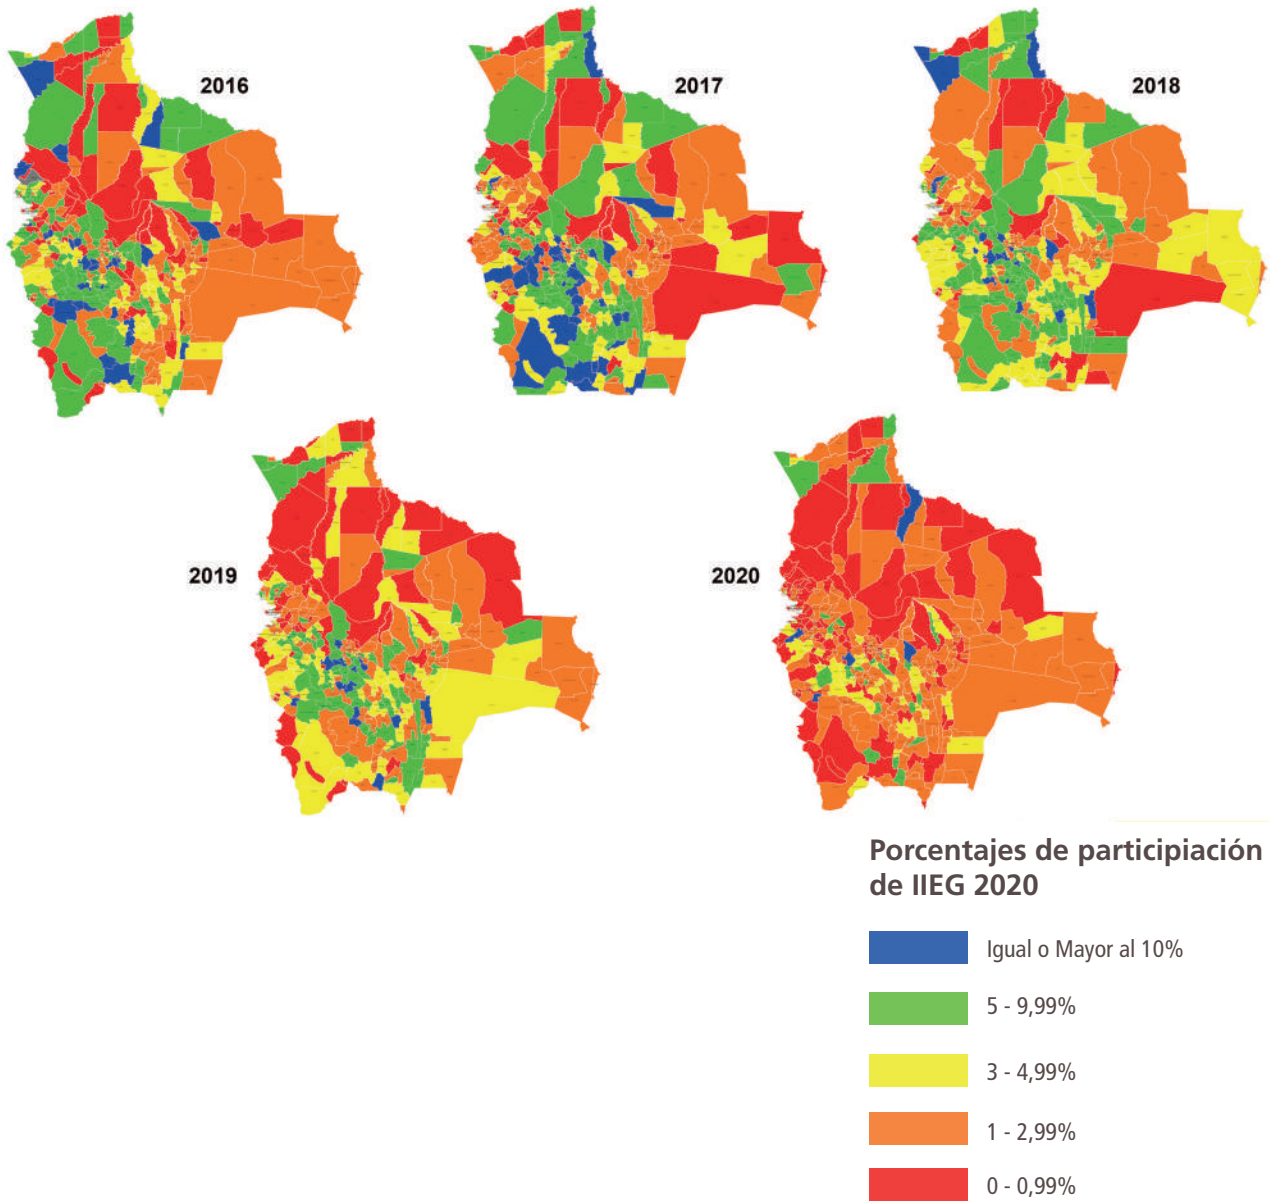 2016
2017
2018
2019
2020
Porcentajes de participiación
de IIEG 2020
Igual o Mayor al 10%
5 - 9,99%
3 - 4,99%
1 - 2,99%
0 - 0,99%